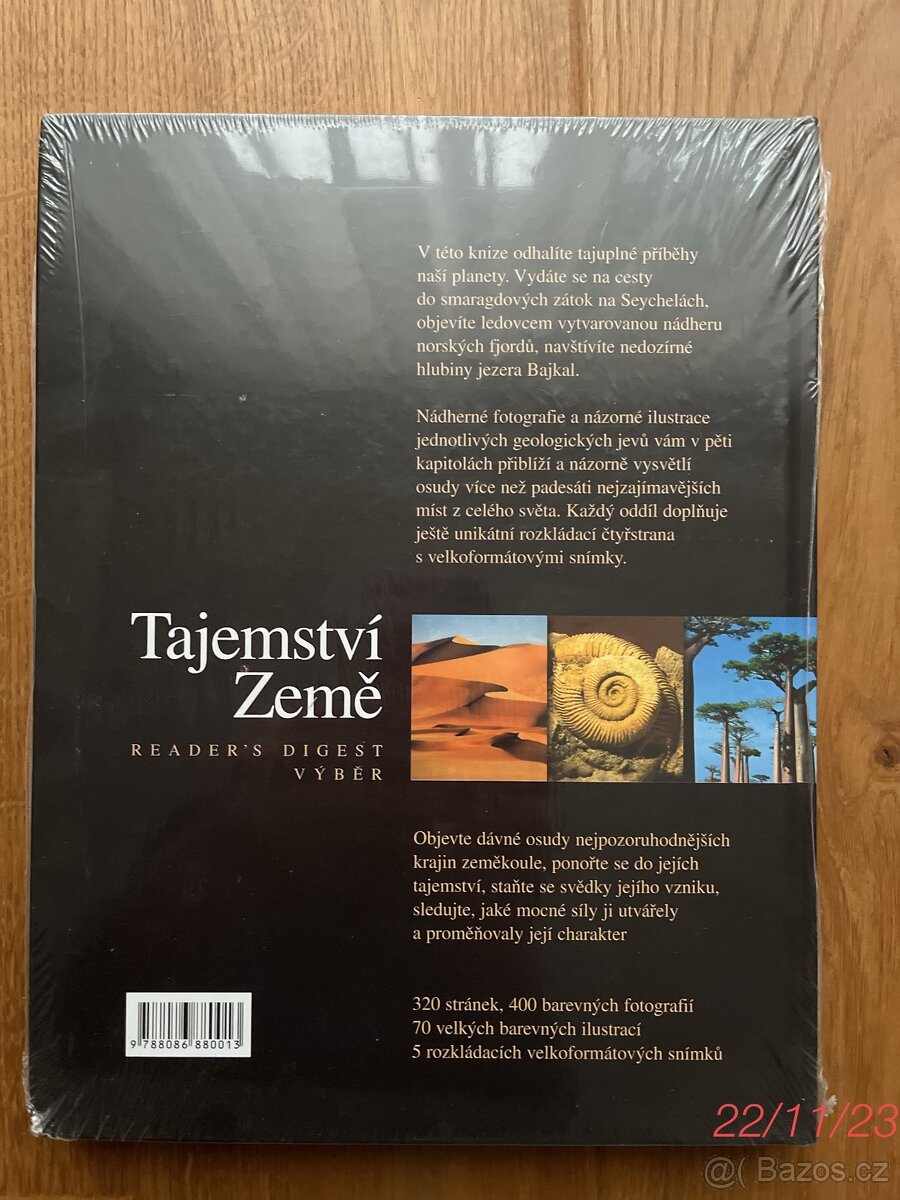 V této knize odhalíte tajuplné příběhy
naší planety. Vydáte se na cesty
do smaragdových zátok na Seychelách,
objevíte ledovcem vytvarovanou nádheru
norských fjordů, navštívíte nedozírné
hlubiny jezera Bajkal.
Nádherné fotografie a názorné ilustrace
jednotlivých geologických jevů vám v pěti
kapitolách přiblíží a názorně vysvětlí
osudy více než padesáti nejzajímavějších
míst z celého světa. Každý oddíl doplňuje
ještě unikátní rozkládací čtyřstrana
s velkoformátovými snímky.
Tajemství
Země
READER'S DIGEST
VÝBĚR
Objevte dávné osudy nejpozoruhodnějších
krajin zeměkoule, ponořte se do jejích
tajemství, staňte se svědky jejího vzniku,
sledujte, jaké mocné síly ji utvářely
a proměňovaly její charakter
320 stránek, 400 barevných fotografií
70 velkých barevných ilustrací
5 rozkládacích velkoformátových snímků
9 788086 880013
22/11/23
@( Bazos.cz